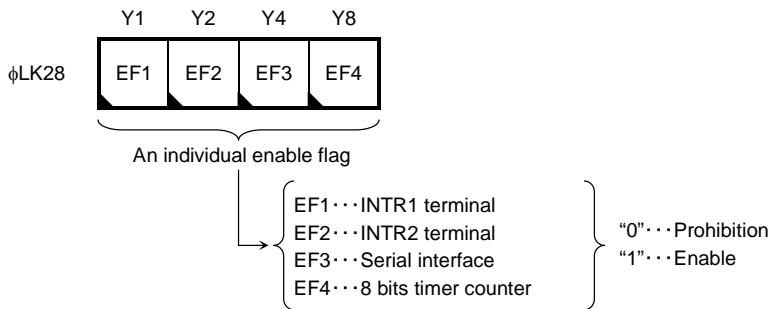 Y1 Y2 Y4 Y8
ϕLK28 EF1 EF2 EF3 EF4
An individual enable flag
EF1･･･INTR1 terminal
EF2･･･INTR2 terminal
EF3･･･Serial interface
EF4･･･8 bits timer counter
“0”･･･Prohibition
“1”･･･Enable